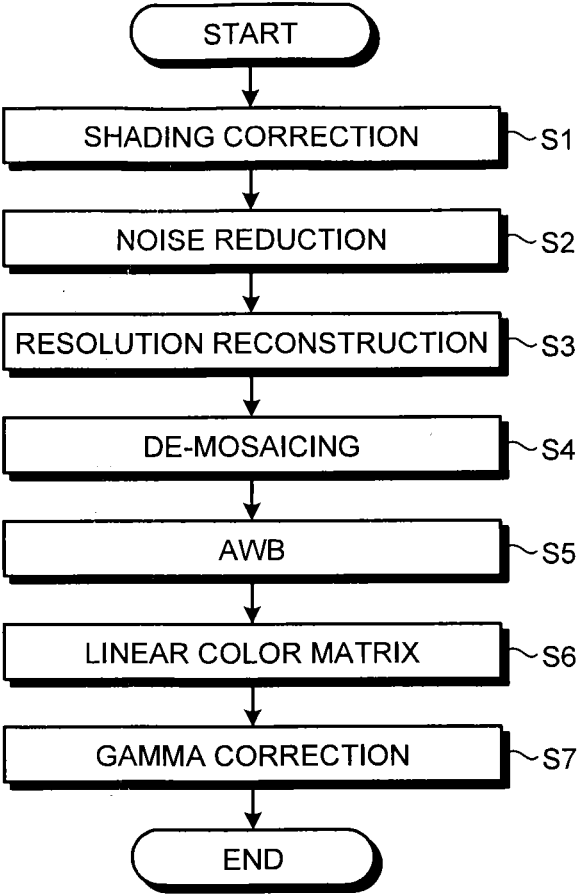 START
SHADING CORRECTION S1
NOISE REDUCTION S2
RESOLUTION RECONSTRUCTION S3
DE-MOSAICING S4
AWB S5
LINEAR COLOR MATRIX S6
GAMMA CORRECTION S7
END